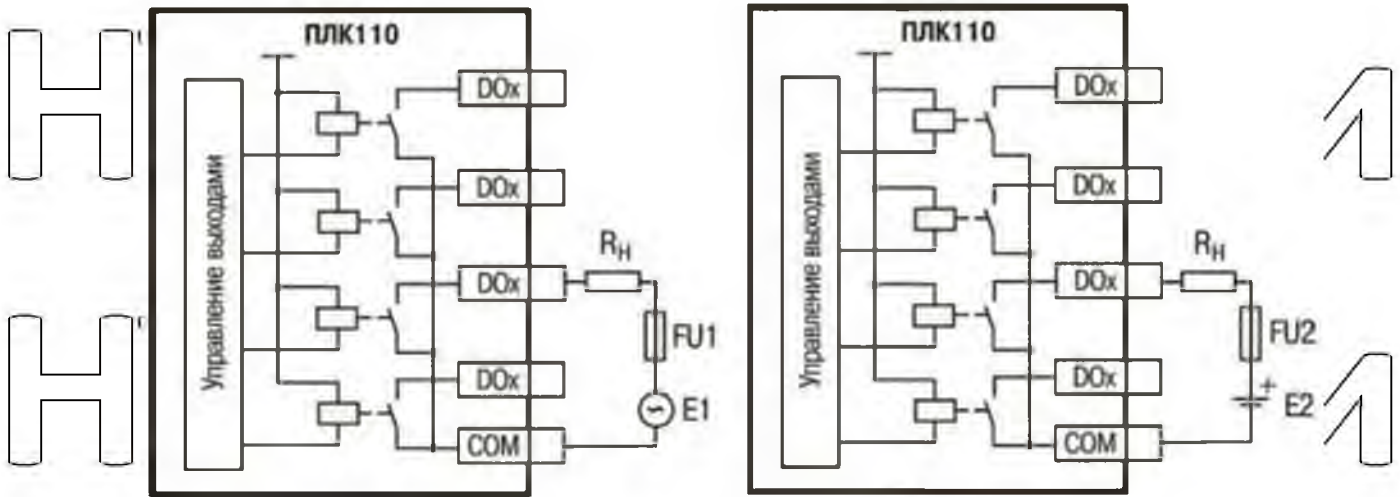 ПЛК110
Управление выходами
DOx
DOx
DOx
DOx
COM
RН
FU1
E1
ПЛК110
Управление выходами
DOx
DOx
DOx
DOx
COM
RН
FU2
+
E2